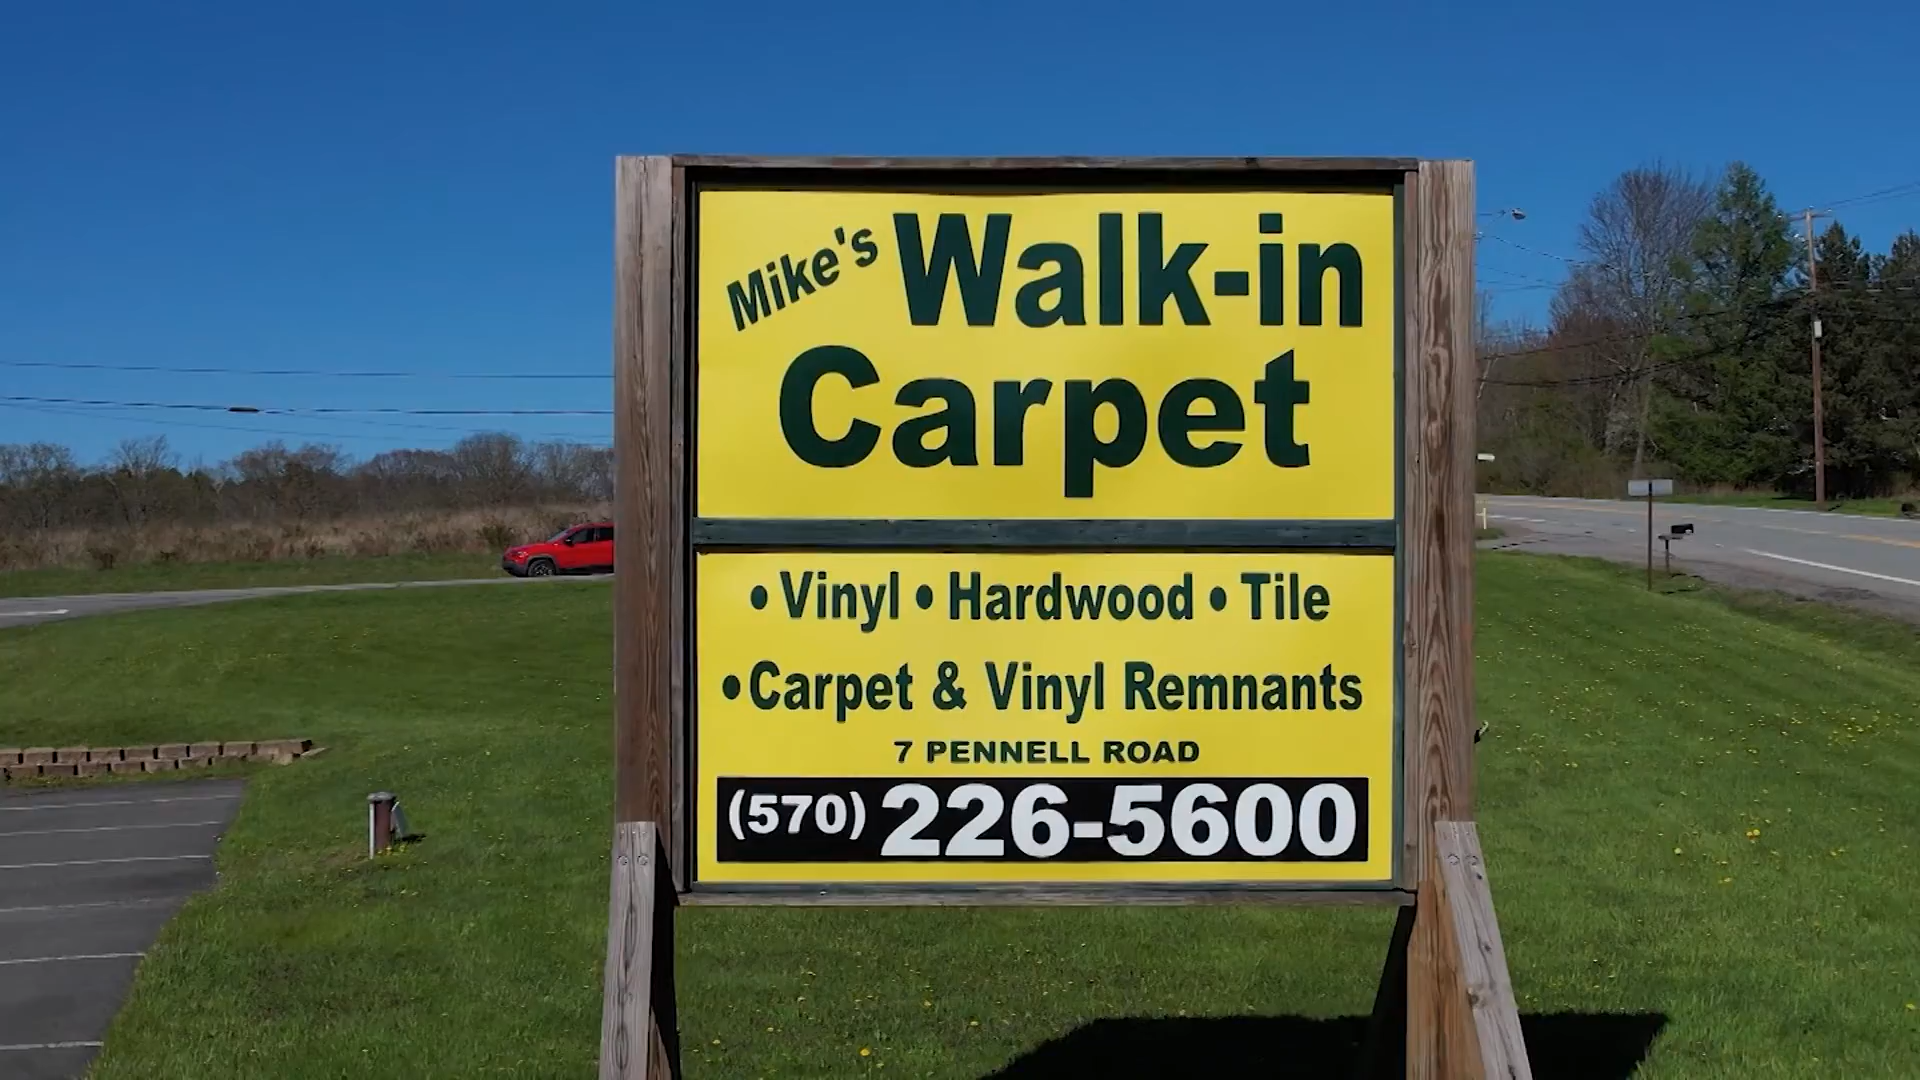 Mike's Walk-in
Carpet
• Vinyl • Hardwood • Tile
• Carpet & Vinyl Remnants
7 PENNELL ROAD
(570) 226-5600